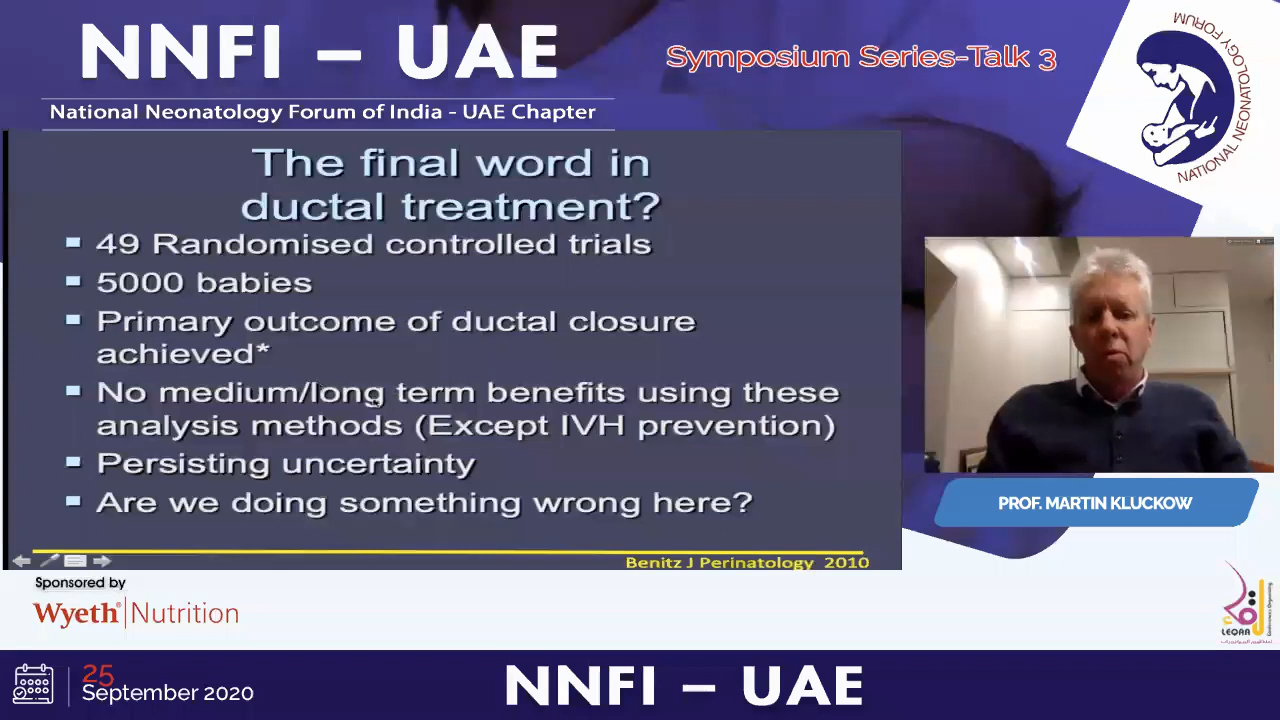 NNFI – UAE
National Neonatology Forum of India - UAE Chapter
Symposium Series-Talk 3
NATIONAL NEONATOLOGY FORUM
The final word in
ductal treatment?
49 Randomised controlled trials
5000 babies
Primary outcome of ductal closure
achieved*
No medium/long term benefits using these
analysis methods (Except IVH prevention)
Persisting uncertainty
Are we doing something wrong here?
Benitz J Perinatology 2010
PROF. MARTIN KLUCKOW
Sponsored by
Wyeth® Nutrition
LEQAA
25
September 2020
NNFI – UAE